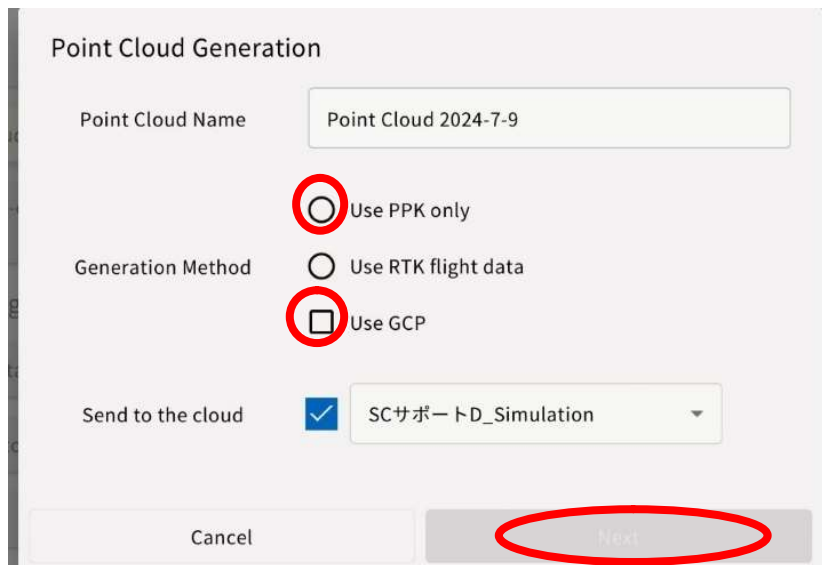 Point Cloud Generation
Point Cloud Name
Point Cloud 2024-7-9
Use PPK only
Generation Method
Use RTK flight data
Use GCP
Send to the cloud
SCサポートD_Simulation
Cancel
Next